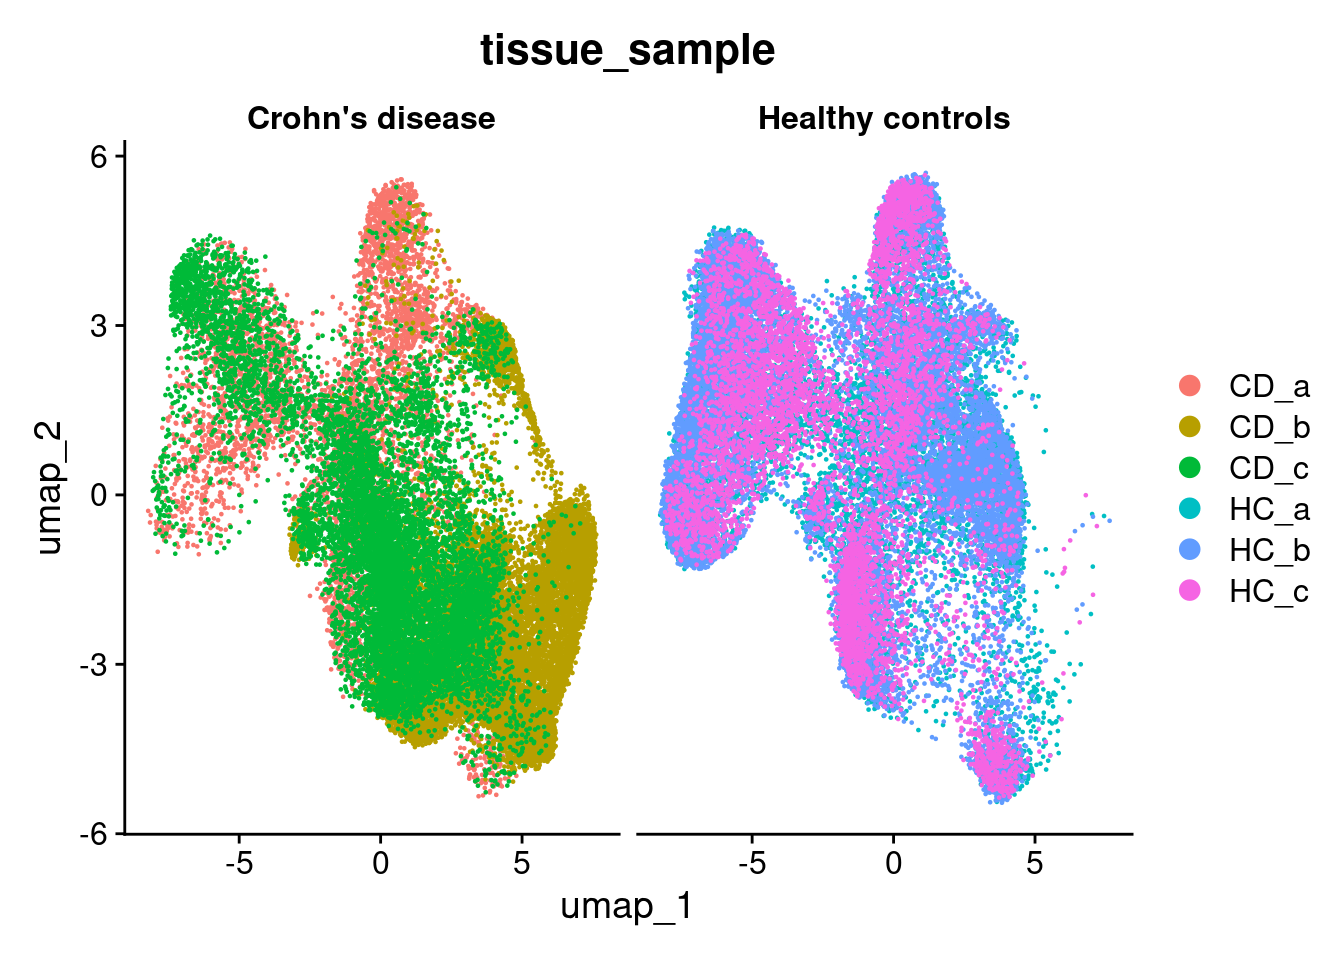 tissue_sample
Crohn's disease
Healthy controls
6
3
0
-3
-6
umap_2
-5
0
5
-5
0
5
umap_1
CD_a
CD_b
CD_c
HC_a
HC_b
HC_c